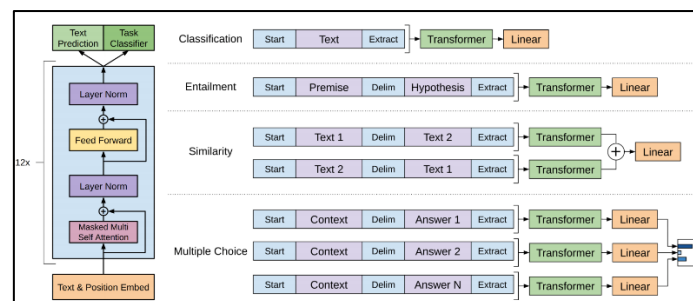 Text
Prediction
Task
Classifier
Layer Norm
Feed Forward
12x
Layer Norm
Masked Multi
Self Attention
Text & Position Embed
Classification
Start Text Extract Transformer Linear
Entailment
Start Premise Delim Hypothesis Extract Transformer Linear
Similarity
Start Text 1 Delim Text 2 Extract Transformer
Linear
Start Text 2 Delim Text 1 Extract Transformer
Multiple Choice
Start Context Delim Answer 1 Extract Transformer Linear
Start Context Delim Answer 2 Extract Transformer Linear
Start Context Delim Answer N Extract Transformer Linear